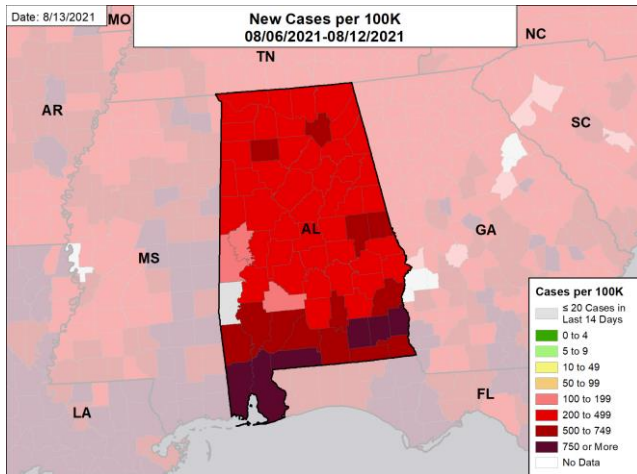 Date: 8/13/2021
New Cases per 100K
08/06/2021-08/12/2021
MO
NC
TN
AR
SC
AL
GA
MS
LA
FL
Cases per 100K
≤ 20 Cases in
Last 14 Days
0 to 4
5 to 9
10 to 49
50 to 99
100 to 199
200 to 499
500 to 749
750 or More
No Data